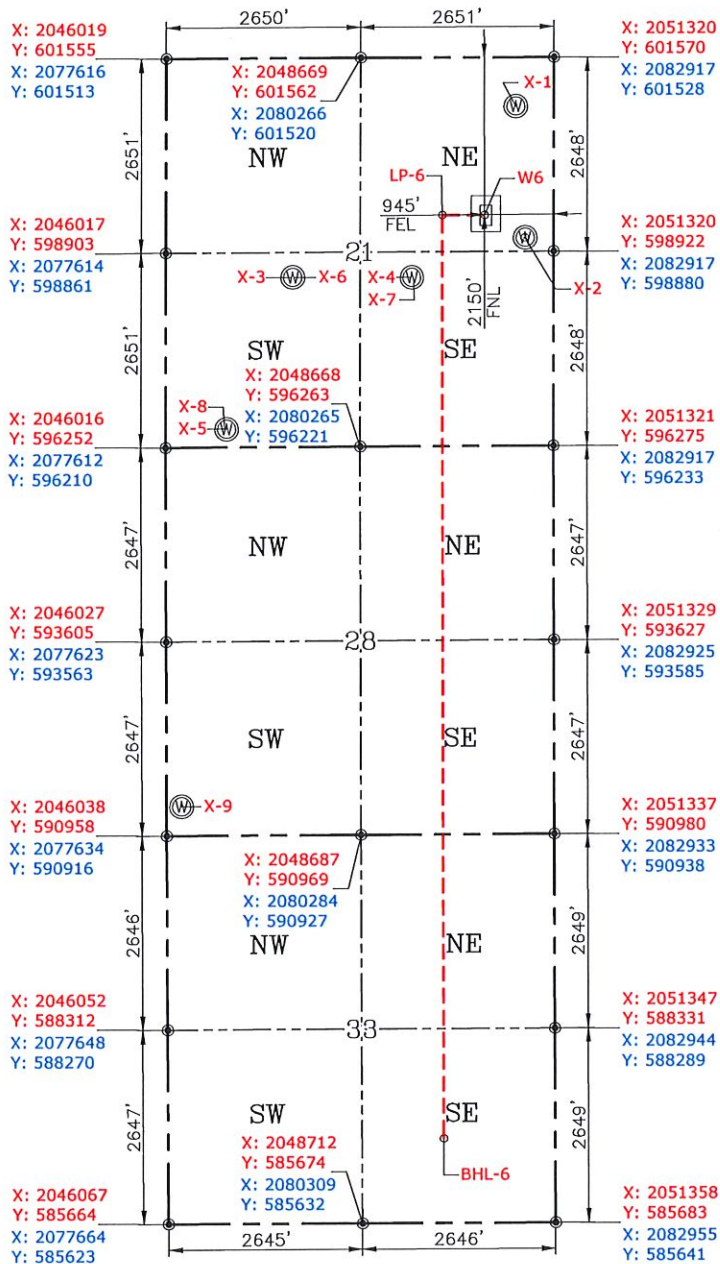 2650'
2651'
X: 2046019
Y: 601555
X: 2077616
Y: 601513
X: 2048669
Y: 601562
X: 2080266
Y: 601520
X: 2051320
Y: 601570
X: 2082917
Y: 601528
X-1
W
2651'
2648'
NW
NE
LP-6
W6
945'
FEL
X: 2046017
Y: 598903
X: 2077614
Y: 598861
21
W
X: 2051320
Y: 598922
X: 2082917
Y: 598880
X-3
W
X-6
X-4
W
X-7
X-2
2150'
FNL
2651'
2648'
SW
SE
X: 2048668
Y: 596263
X: 2080265
Y: 596221
X-8
X-5
W
X: 2046016
Y: 596252
X: 2077612
Y: 596210
X: 2051321
Y: 596275
X: 2082917
Y: 596233
2647'
2647'
NW
NE
X: 2046027
Y: 593605
X: 2077623
Y: 593563
28
X: 2051329
Y: 593627
X: 2082925
Y: 593585
2647'
2647'
SW
SE
W
X-9
X: 2046038
Y: 590958
X: 2077634
Y: 590916
X: 2048687
Y: 590969
X: 2080284
Y: 590927
X: 2051337
Y: 590980
X: 2082933
Y: 590938
2646'
2649'
NW
NE
X: 2046052
Y: 588312
X: 2077648
Y: 588270
33
X: 2051347
Y: 588331
X: 2082944
Y: 588289
2647'
2649'
SW
SE
X: 2048712
Y: 585674
X: 2080309
Y: 585632
BHL-6
X: 2046067
Y: 585664
X: 2077664
Y: 585623
X: 2051358
Y: 585683
X: 2082955
Y: 585641
2645'
2646'